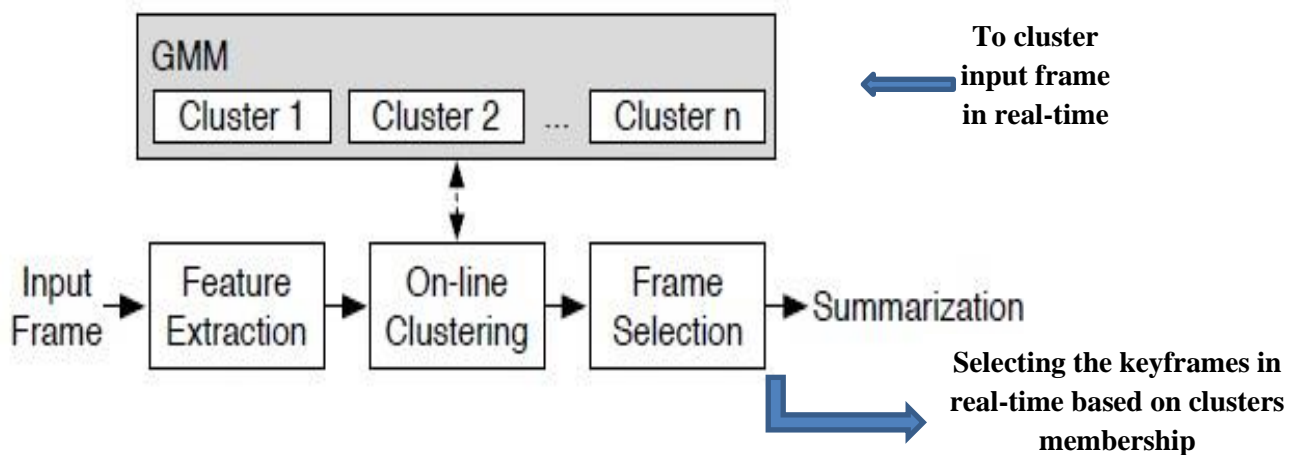 GMM
Cluster 1
Cluster 2
...
Cluster n
To cluster
input frame
in real-time
Input
Frame
Feature
Extraction
On-line
Clustering
Frame
Selection
Summarization
Selecting the keyframes in
real-time based on clusters
membership